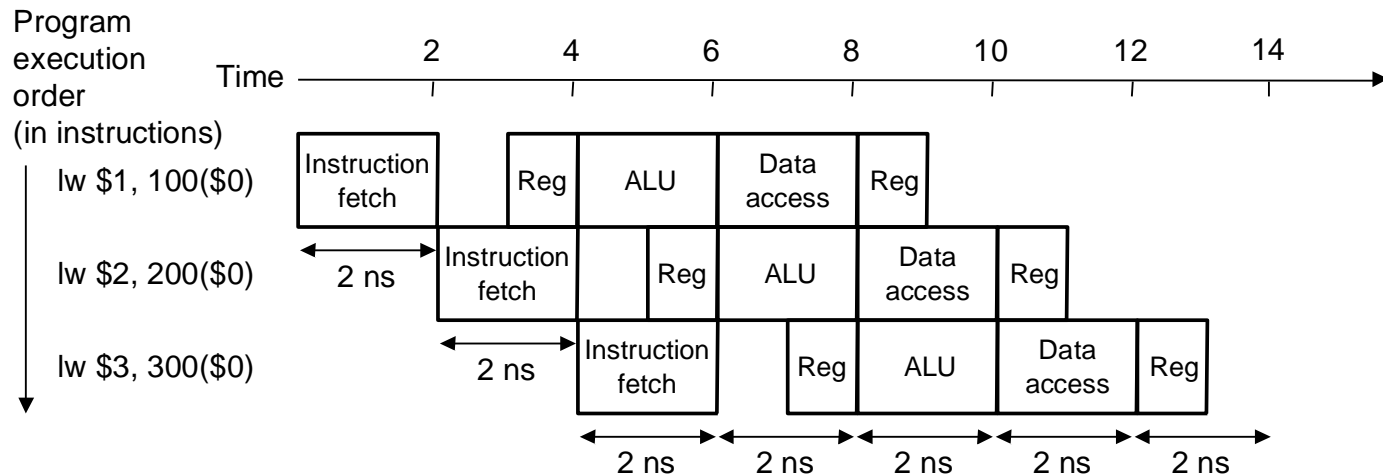 Program
execution
order
(in instructions)
Time
2 4 6 8 10 12 14
lw $1, 100($0)
Instruction
fetch
Reg
ALU
Data
access
Reg
2 ns
lw $2, 200($0)
Instruction
fetch
Reg
ALU
Data
access
Reg
2 ns
lw $3, 300($0)
Instruction
fetch
Reg
ALU
Data
access
Reg
2 ns 2 ns 2 ns 2 ns 2 ns